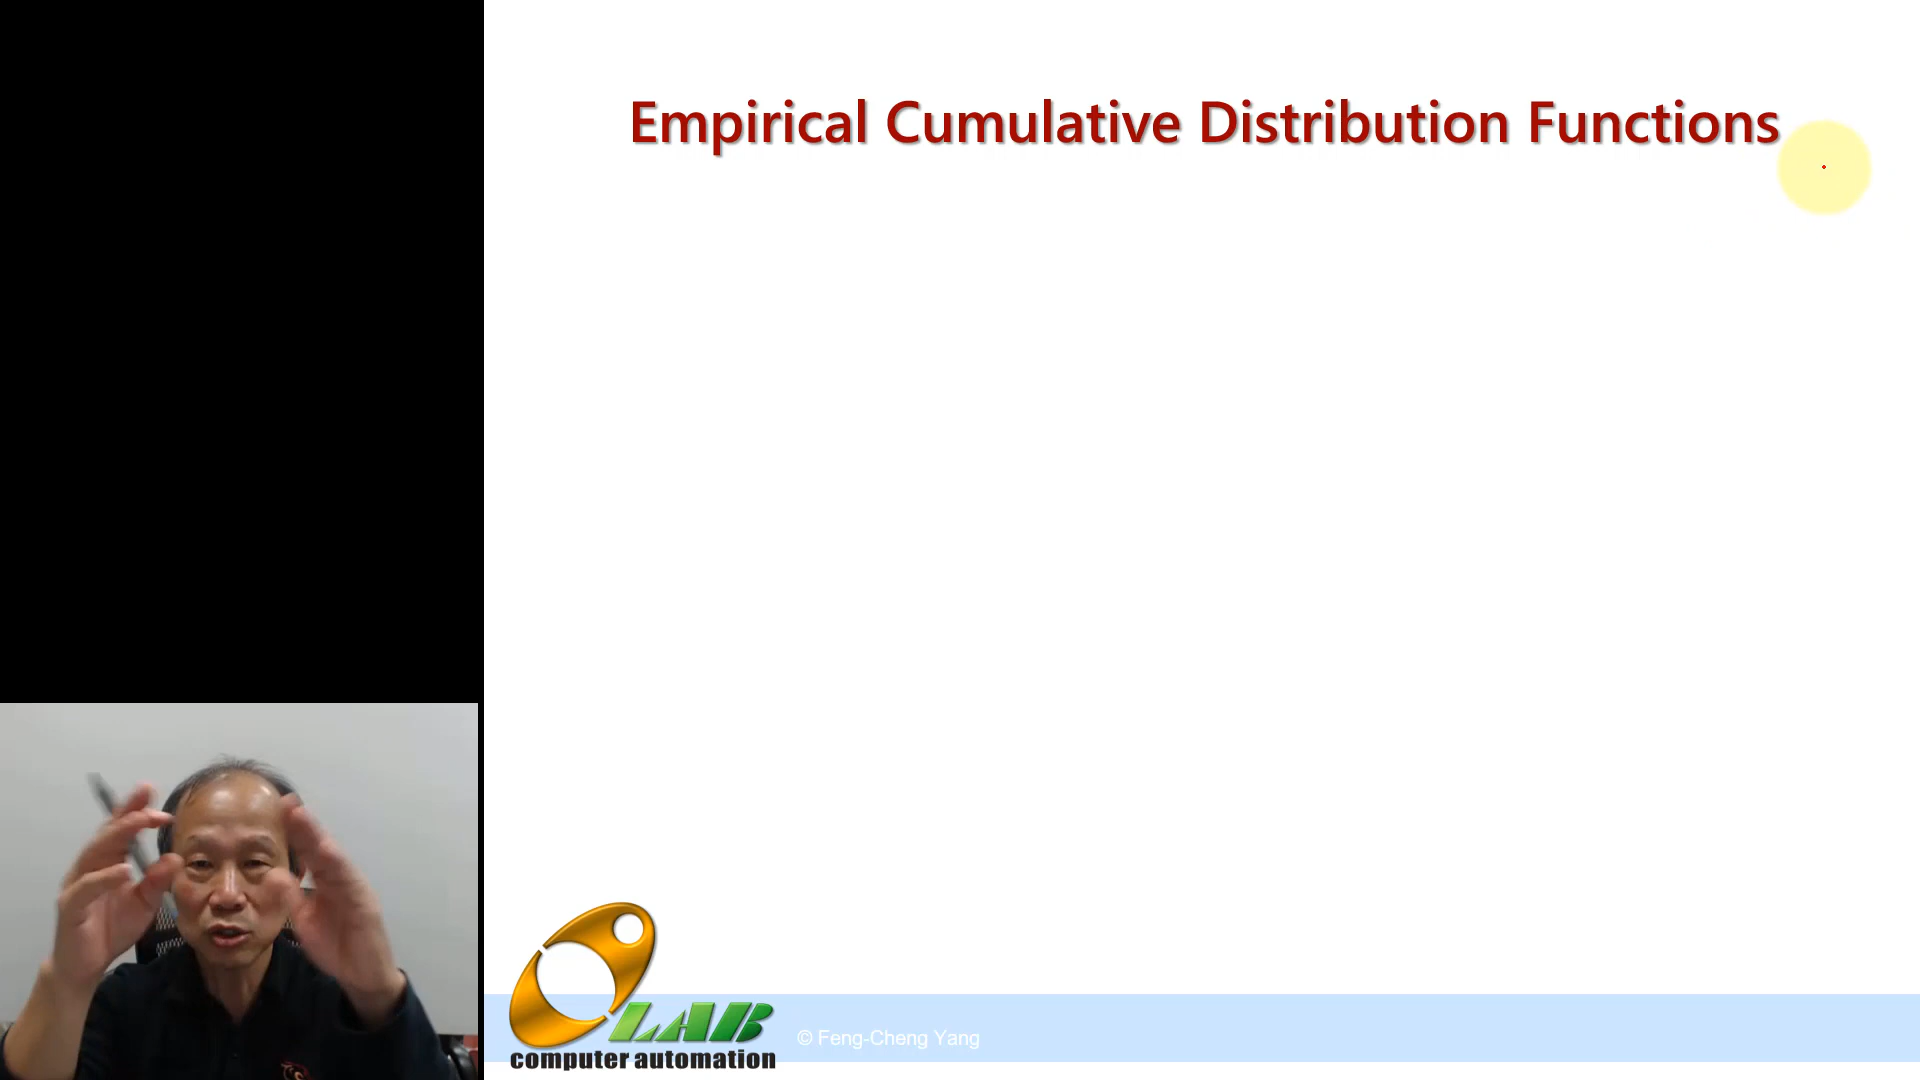 Empirical Cumulative Distribution Functions
LAB
computer automation
© Feng-Cheng Yang